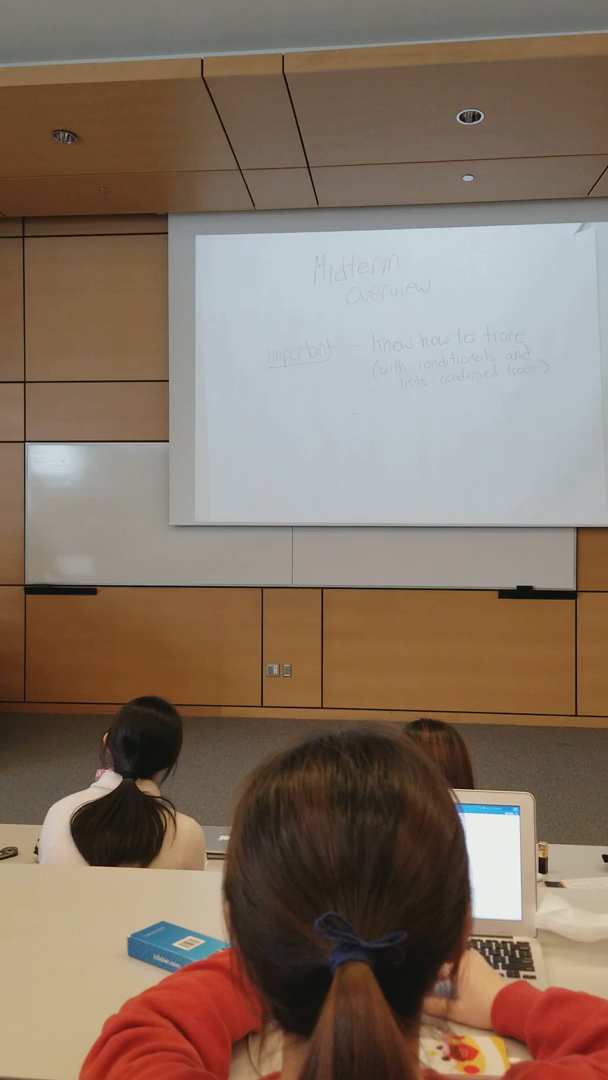 Midterm
overview
important - Know how to trace
(with conditionals and
lists - condensed trace)